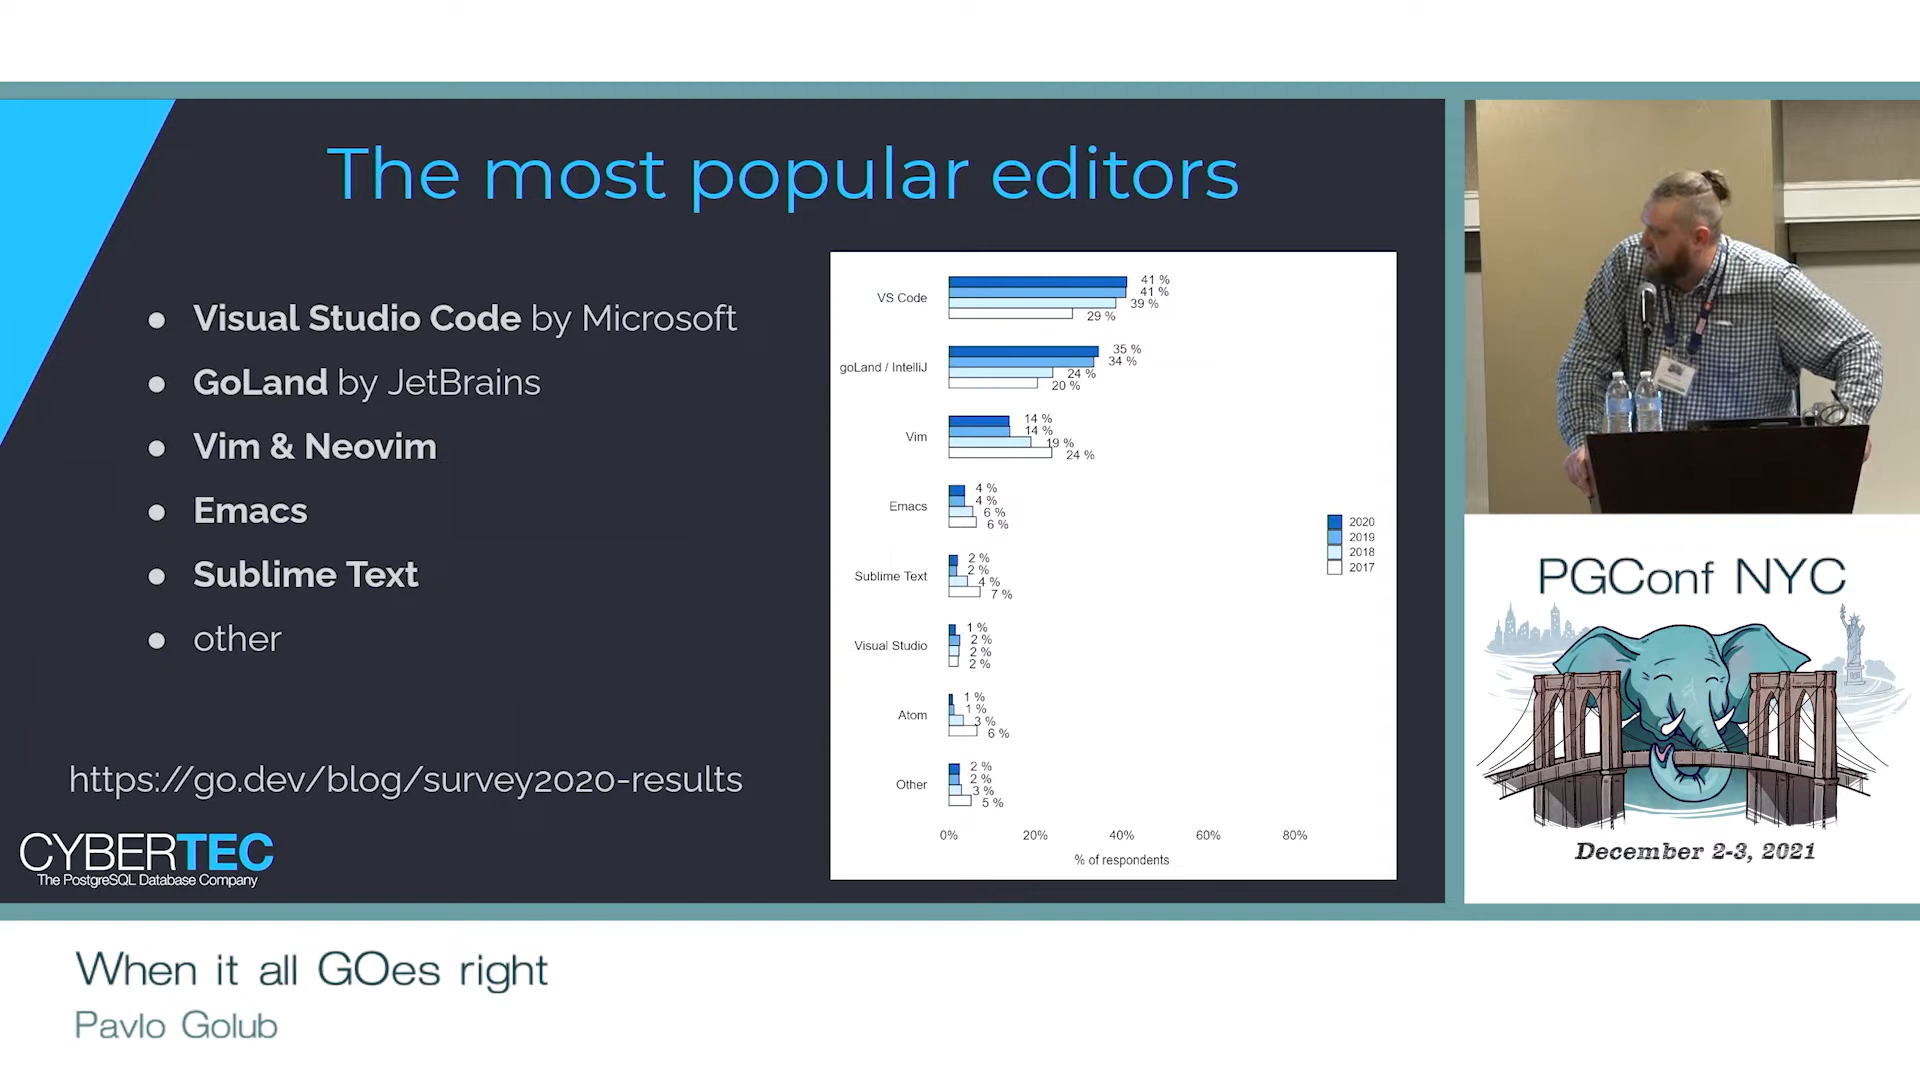 The most popular editors
● Visual Studio Code by Microsoft
● GoLand by JetBrains
● Vim & Neovim
● Emacs
● Sublime Text
● other
https://go.dev/blog/survey2020-results
CYBERTEC
The PostgreSQL Database Company
VS Code
41 %
41 %
39 %
29 %
goLand / IntelliJ
35 %
34 %
24 %
20 %
Vim
14 %
14 %
19 %
24 %
Emacs
4 %
4 %
6 %
6 %
Sublime Text
2 %
2 %
4 %
7 %
Visual Studio
1 %
2 %
2 %
2 %
Atom
1 %
1 %
3 %
6 %
Other
2 %
2 %
3 %
5 %
0% 20% 40% 60% 80%
% of respondents
2020
2019
2018
2017
PGConf NYC
December 2-3, 2021
When it all GOes right
Pavlo Golub